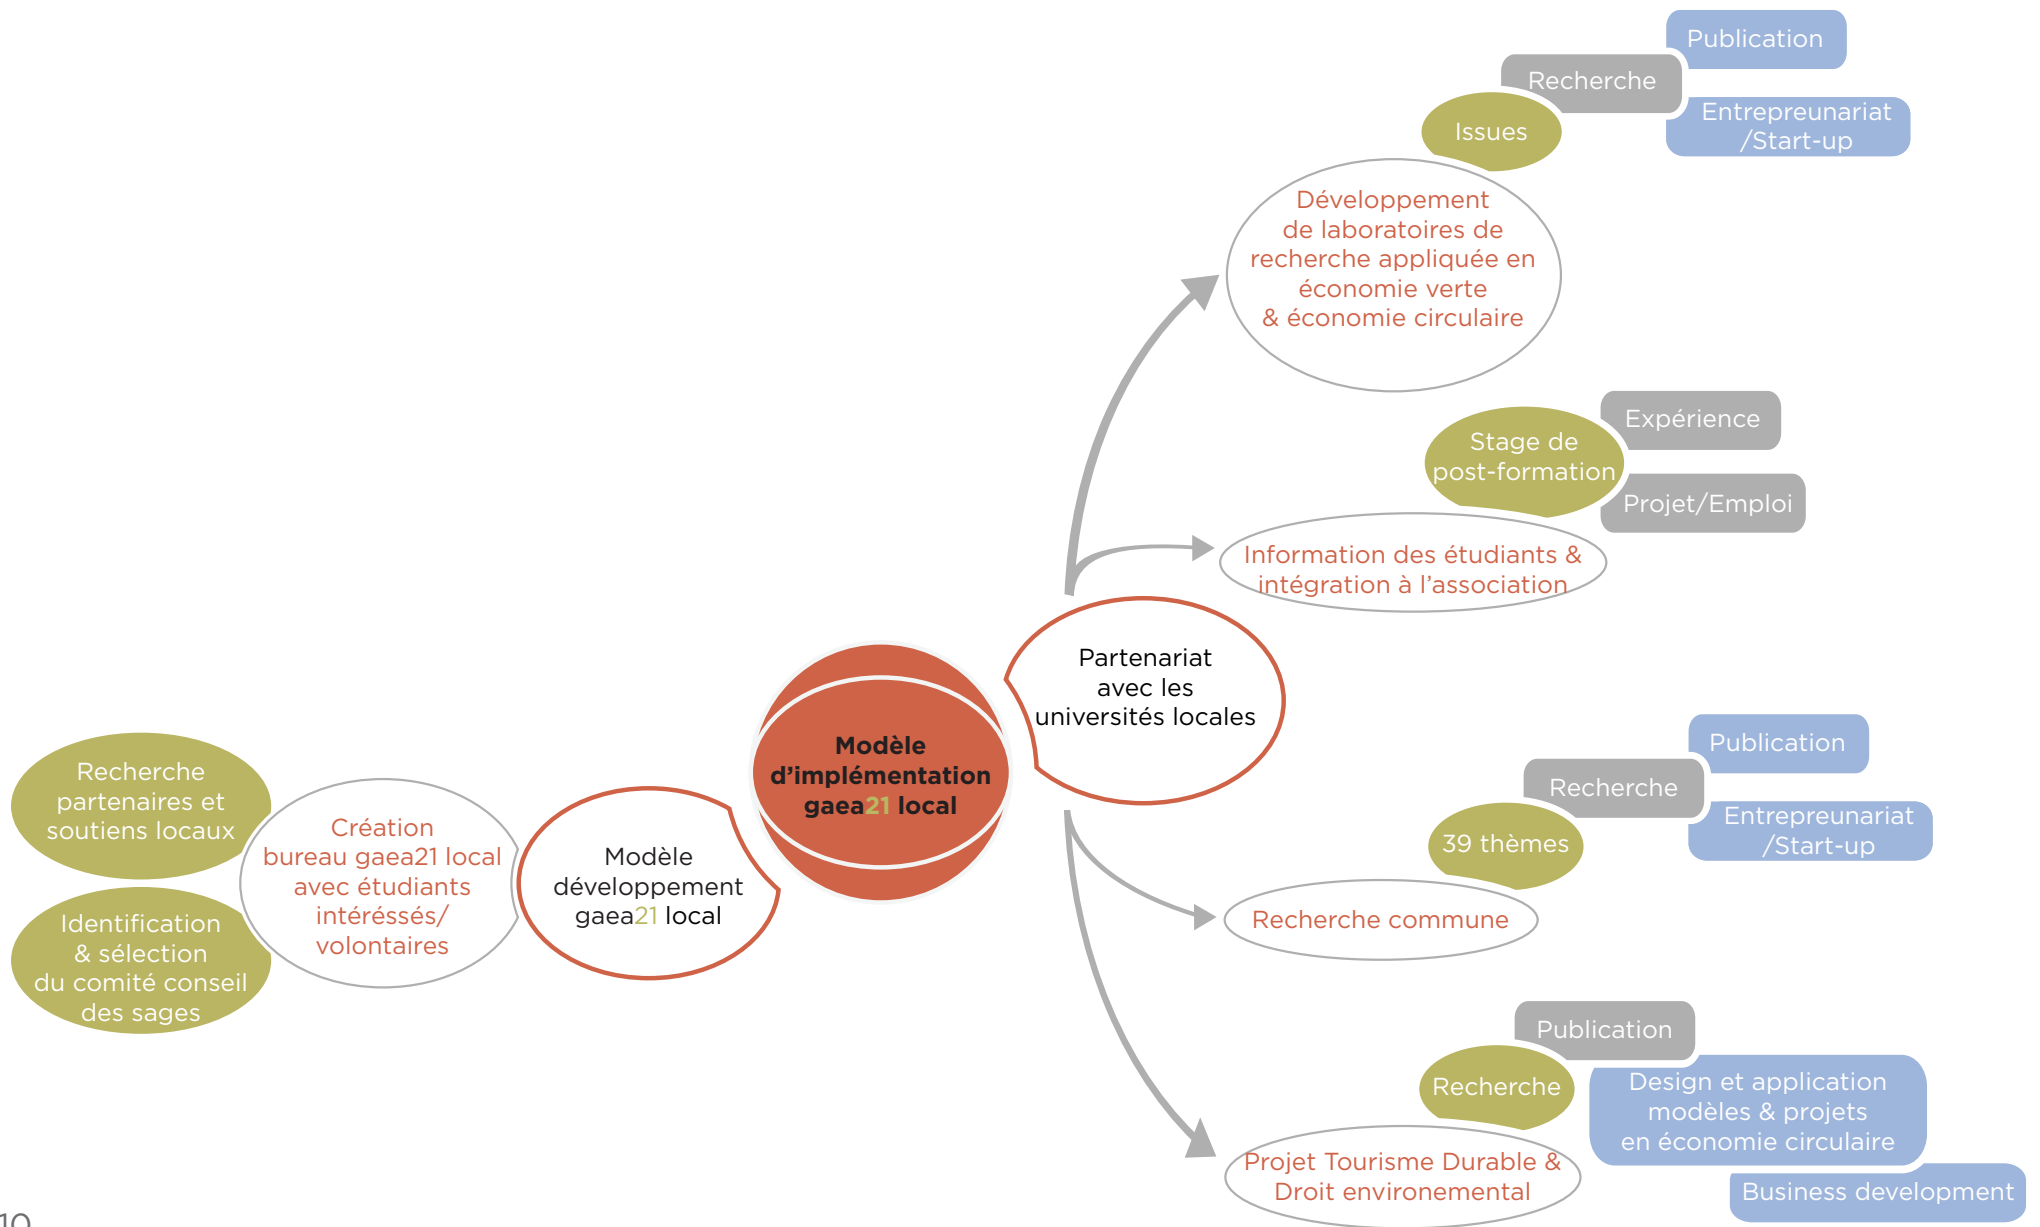 Publication
Recherche
Entrepreunariat
/Start-up
Issues
Développement
de laboratoires de
recherche appliquée en
économie verte
& économie circulaire
Expérience
Stage de
post-formation
Projet/Emploi
Information des étudiants &
intégration à l’association
Partenariat
avec les
universités locales
Modèle
d’implémentation
gaea21 local
Modèle
développement
gaea21 local
Création
bureau gaea21 local
avec étudiants
intéréssés/
volontaires
Recherche
partenaires et
soutiens locaux
Identification
& sélection
du comité conseil
des sages
Publication
Recherche
Entrepreunariat
/Start-up
39 thèmes
Recherche commune
Publication
Recherche
Design et application
modèles & projets
en économie circulaire
Projet Tourisme Durable &
Droit environemental
Business development
10